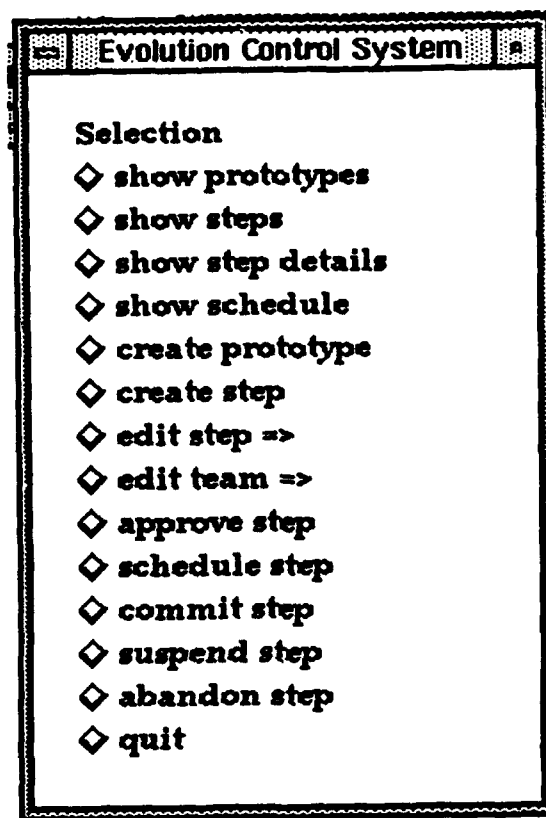 Evolution Control System
Selection
show prototypes
show steps
show step details
show schedule
create prototype
create step
edit step =>
edit team =>
approve step
schedule step
commit step
suspend step
abandon step
quit